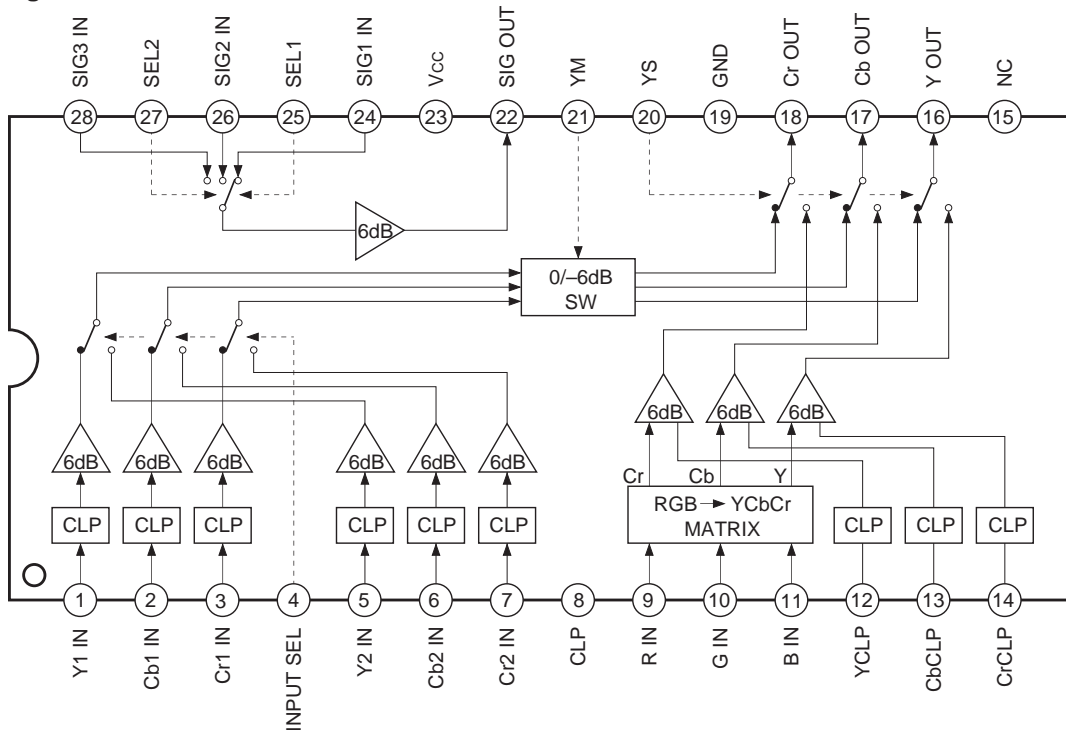 SIG3 IN
SEL2
SIG2 IN
SEL1
SIG1 IN
Vcc
SIG OUT
YM
YS
GND
Cr OUT
Cb OUT
Y OUT
NC
28
27
26
25
24
23
22
21
20
19
18
17
16
15
6dB
0/–6dB
SW
6dB
6dB
6dB
6dB
6dB
6dB
6dB
6dB
6dB
Cr
Cb
Y
CLP
CLP
CLP
CLP
CLP
CLP
RGB YCbCr
MATRIX
CLP
CLP
CLP
1
2
3
4
5
6
7
8
9
10
11
12
13
14
Y1 IN
Cb1 IN
Cr1 IN
INPUT SEL
Y2 IN
Cb2 IN
Cr2 IN
CLP
R IN
G IN
B IN
YCLP
CbCLP
CrCLP